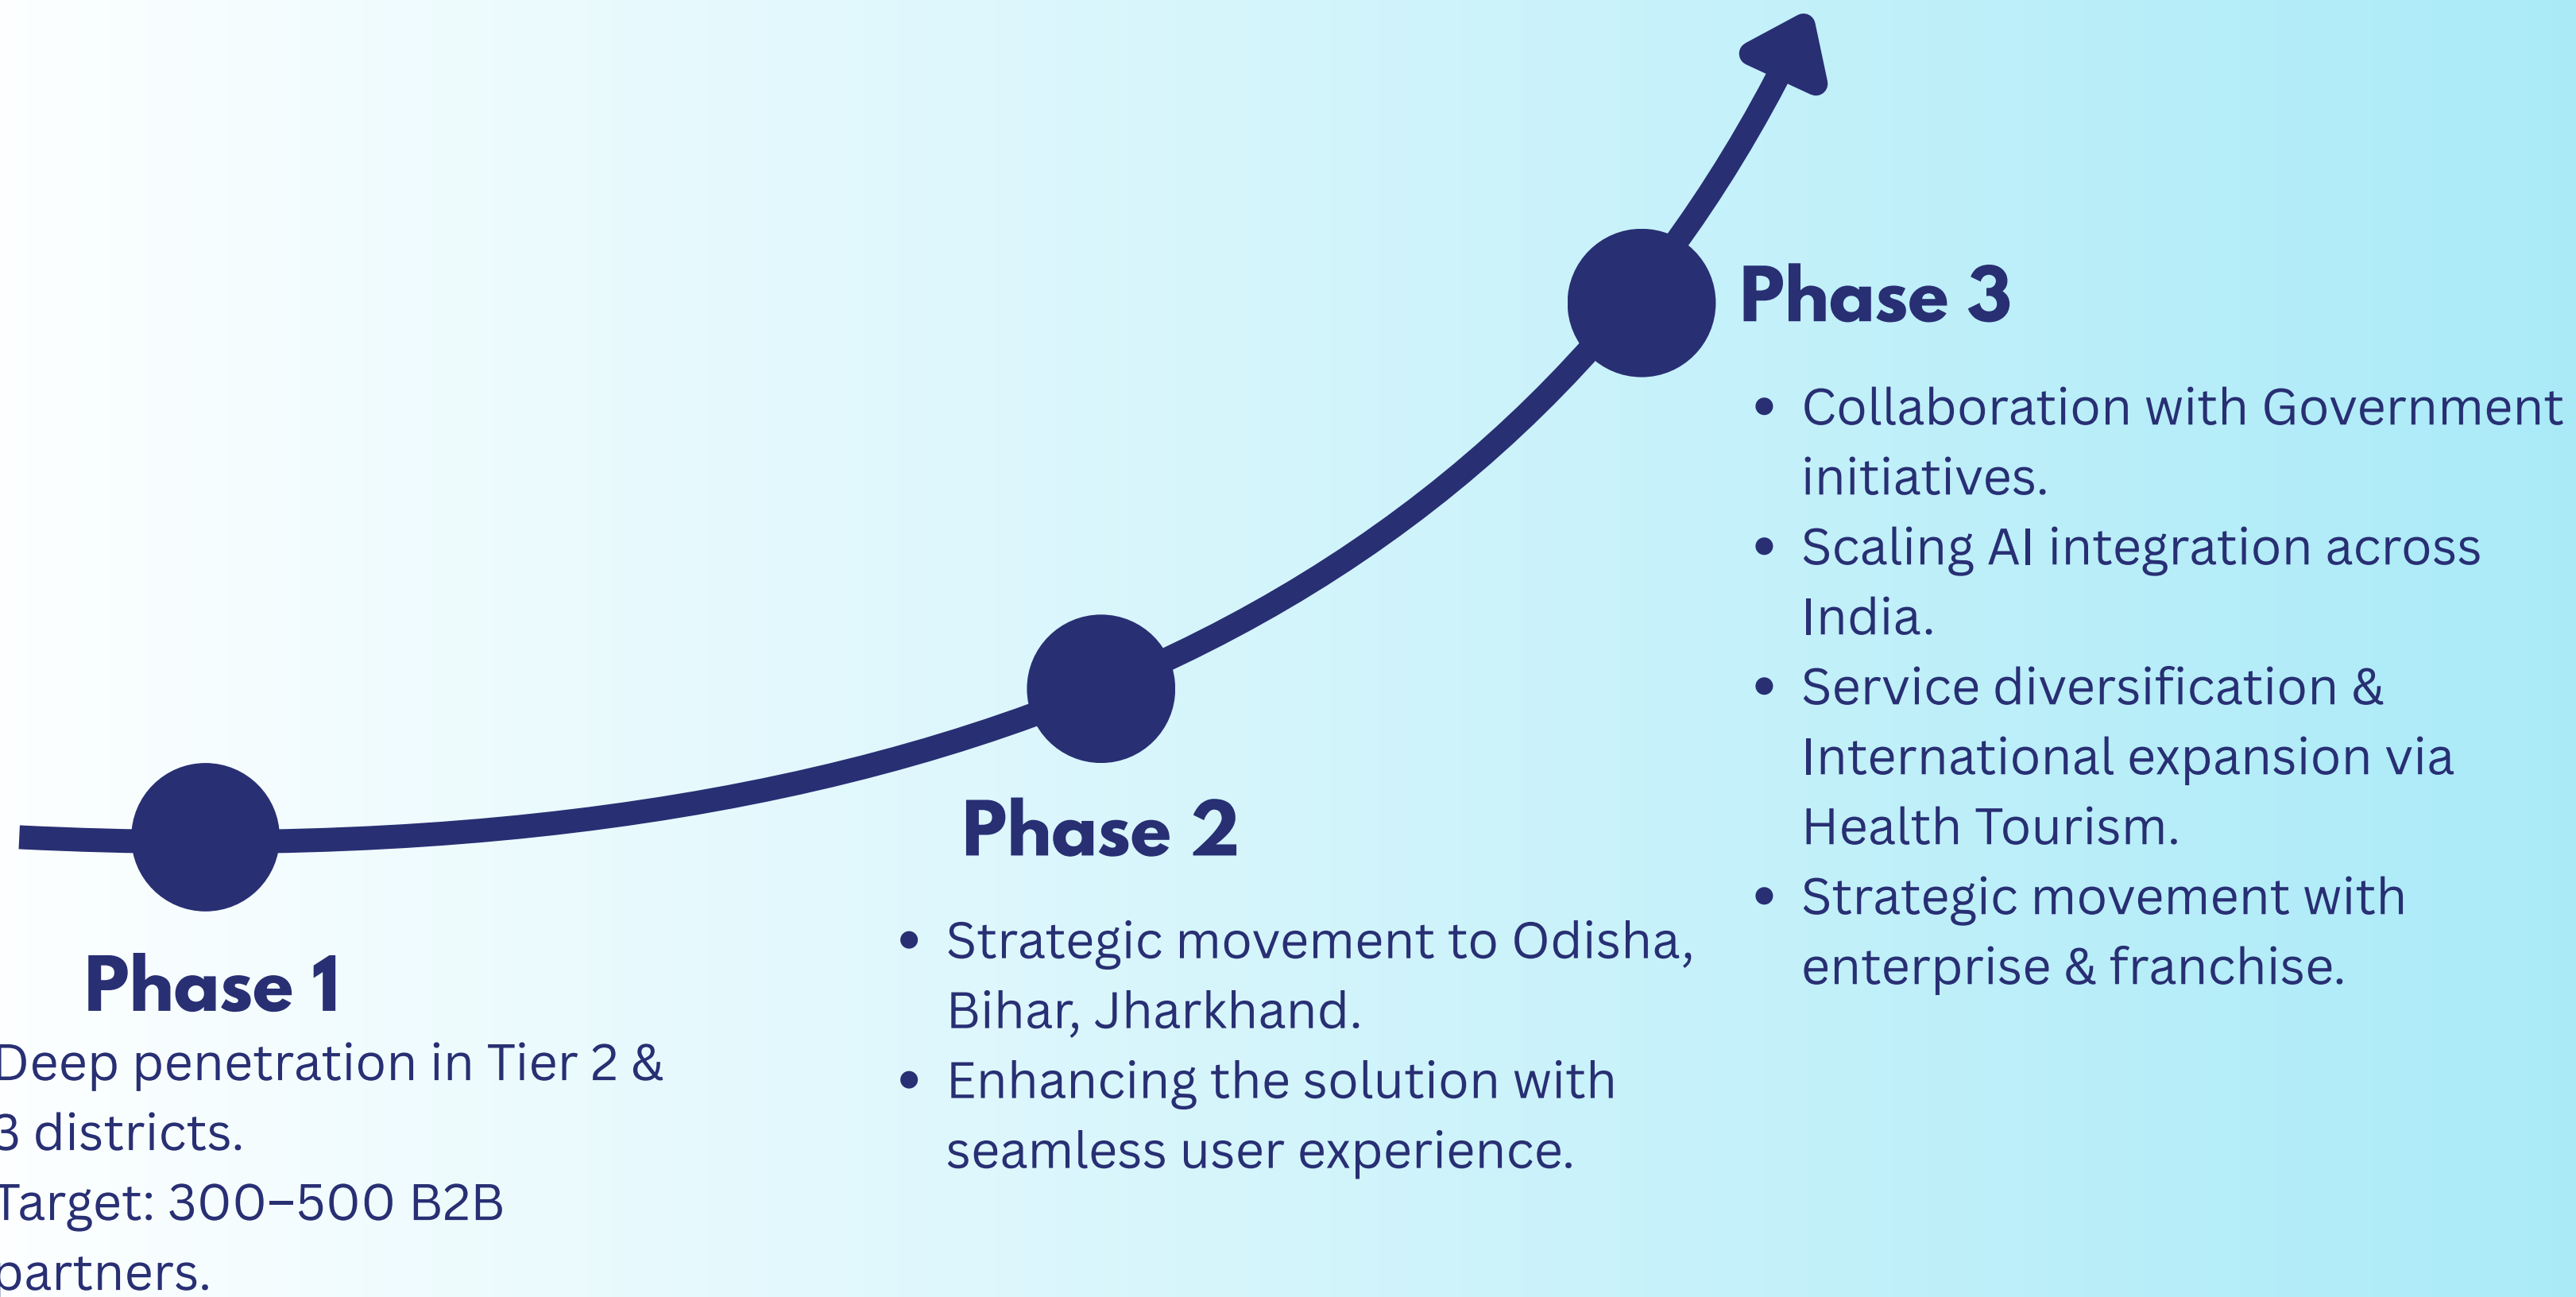 Phase 1
Deep penetration in Tier 2 &
3 districts.
Target: 300–500 B2B
partners.
Phase 2
• Strategic movement to Odisha,
Bihar, Jharkhand.
• Enhancing the solution with
seamless user experience.
Phase 3
• Collaboration with Government
initiatives.
• Scaling AI integration across
India.
• Service diversification &
International expansion via
Health Tourism.
• Strategic movement with
enterprise & franchise.